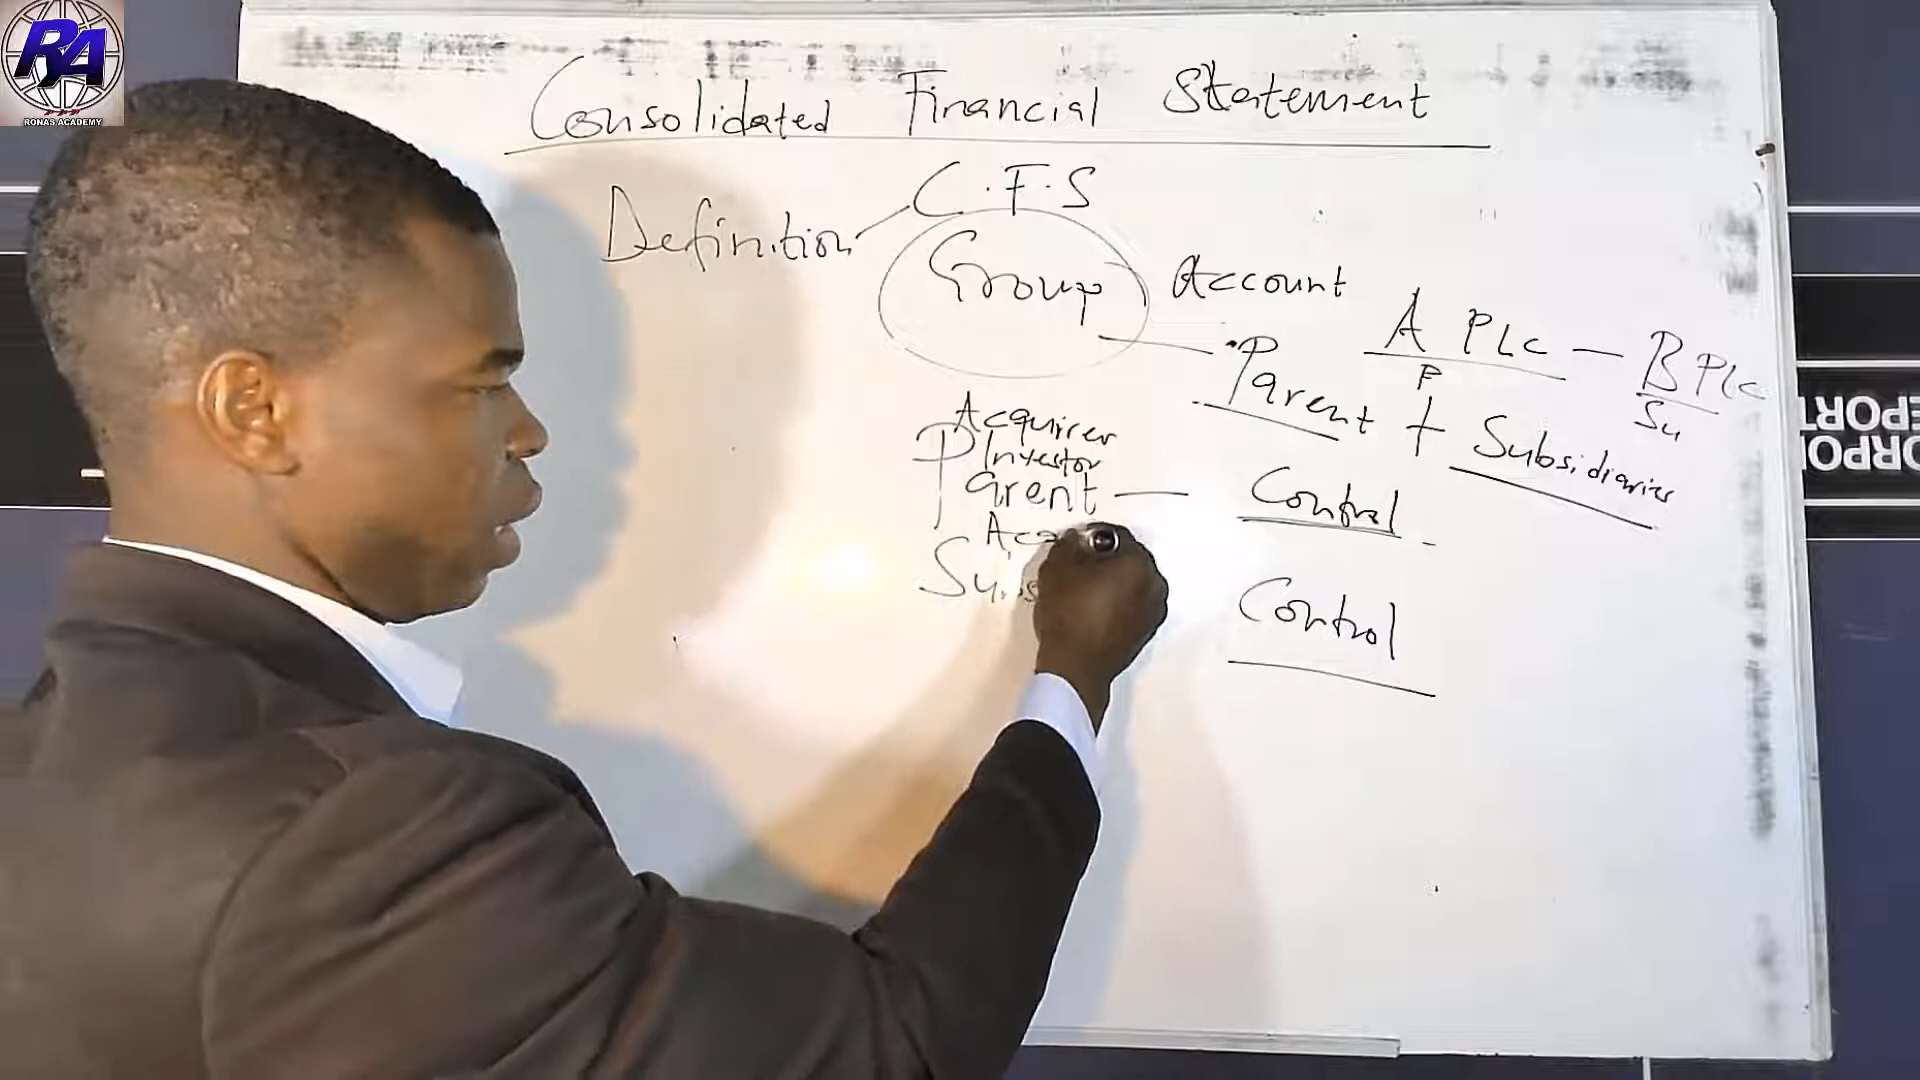 RA
RONAS ACADEMY
Consolidated Financial Statement
Definition C.F.S
Group Account
A PLC — B PLC
P Su
Parent + Subsidiaries
Acquirer
Investor
Parent — Control
Control